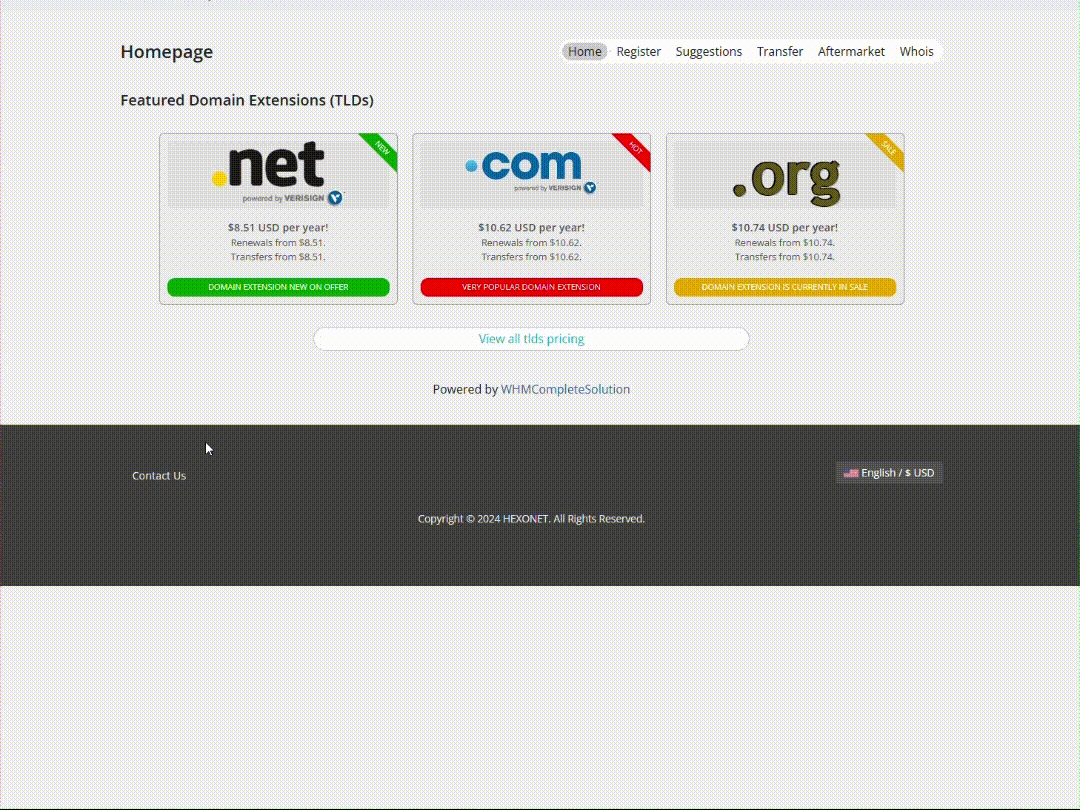 Homepage
Home Register Suggestions Transfer Aftermarket Whois
Featured Domain Extensions (TLDs)
NEW
.net
powered by VERISIGN
$8.51 USD per year!
Renewals from $8.51.
Transfers from $8.51.
DOMAIN EXTENSION NEW ON OFFER
HOT
.com
powered by VERISIGN
$10.62 USD per year!
Renewals from $10.62.
Transfers from $10.62.
VERY POPULAR DOMAIN EXTENSION
SALE
.org
$10.74 USD per year!
Renewals from $10.74.
Transfers from $10.74.
DOMAIN EXTENSION IS CURRENTLY IN SALE
View all tlds pricing
Powered by WHMCompleteSolution
Contact Us
English / $ USD
Copyright © 2024 HEXONET. All Rights Reserved.